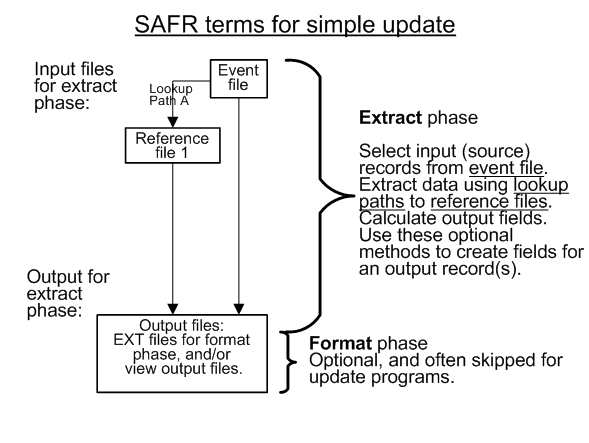 SAFR terms for simple update
Input files
for extract
phase:
Event
file
Lookup
Path A
Reference
file 1
Extract phase
Select input (source)
records from event file.
Extract data using lookup
paths to reference files.
Calculate output fields.
Use these optional
methods to create fields for
an output record(s).
Output for
extract
phase:
Output files:
EXT files for format
phase, and/or
view output files.
Format phase
Optional, and often skipped for
update programs.